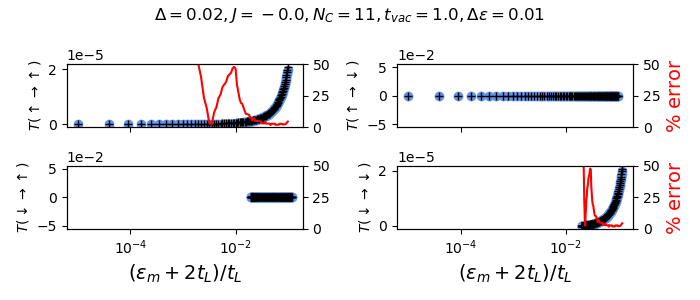 Δ = 0.02, J = −0.0, N_C = 11, t_vac = 1.0, Δε = 0.01
1e−5
1e−2
T(↑→↑)
2
0
50
25
0
T(↑→↓)
5
0
−5
50
25
0
% error
1e−2
1e−5
T(↓→↑)
5
0
−5
50
25
0
T(↓→↓)
2
0
50
25
0
% error
10^−4
10^−2
10^−4
10^−2
(ε_m + 2t_L)/t_L
(ε_m + 2t_L)/t_L